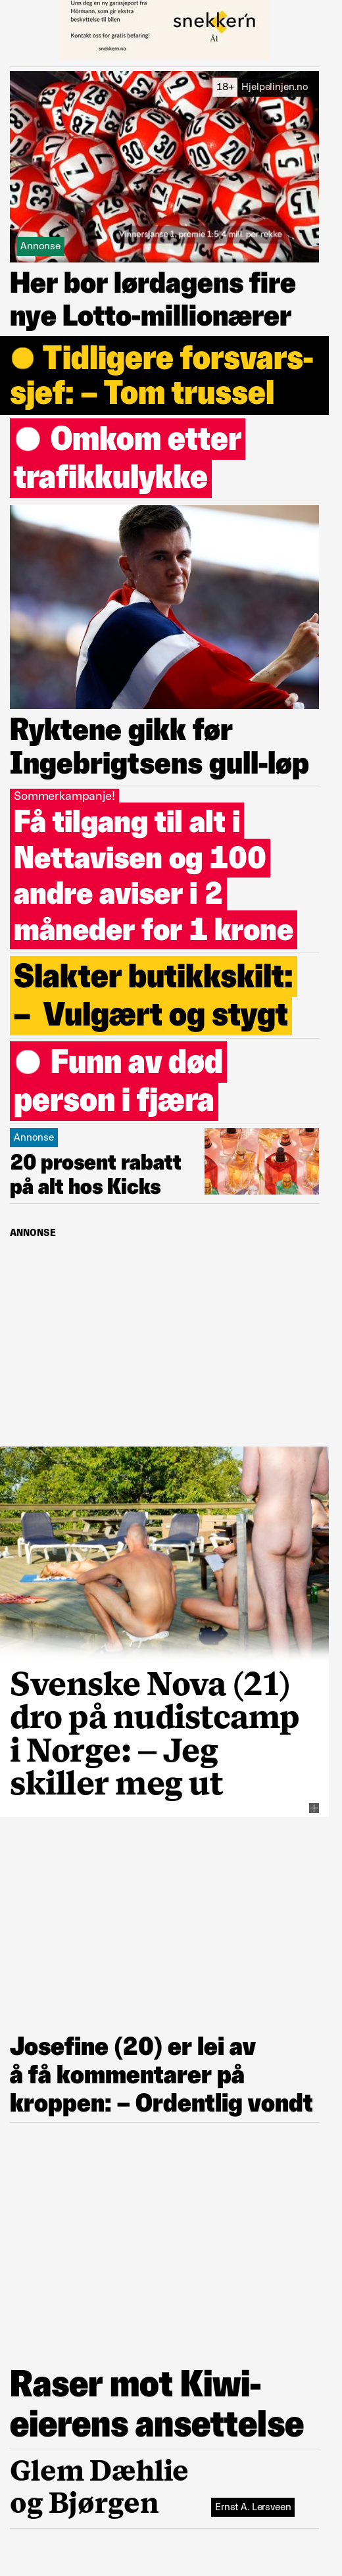 Unn deg en ny garasjeport fra
Hörmann, som gir ekstra
beskyttelse til bilen
Kontakt oss for gratis befaring!
snekkern.no
snekker'n
Ål
18+ Hjelpelinjen.no
Vinnersjanse 1. premie 1:5,4 mill. per rekke
Annonse
Her bor lørdagens fire
nye Lotto-millionærer
Tidligere forsvars-
sjef: – Tom trussel
Omkom etter
trafikkulykke
Ryktene gikk før
Ingebrigtsens gull-løp
Sommerkampanje!
Få tilgang til alt i
Nettavisen og 100
andre aviser i 2
måneder for 1 krone
Slakter butikkskilt:
– Vulgært og stygt
Funn av død
person i fjæra
Annonse
20 prosent rabatt
på alt hos Kicks
ANNONSE
Svenske Nova (21)
dro på nudistcamp
i Norge: – Jeg
skiller meg ut
Josefine (20) er lei av
å få kommentarer på
kroppen: – Ordentlig vondt
Raser mot Kiwi-
eierens ansettelse
Glem Dæhlie
og Bjørgen
Ernst A. Lersveen